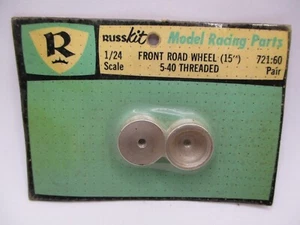 R
RUSSkit Model Racing Parts
1/24 FRONT ROAD WHEEL (15") 721:60
Scale 5-40 THREADED Pair